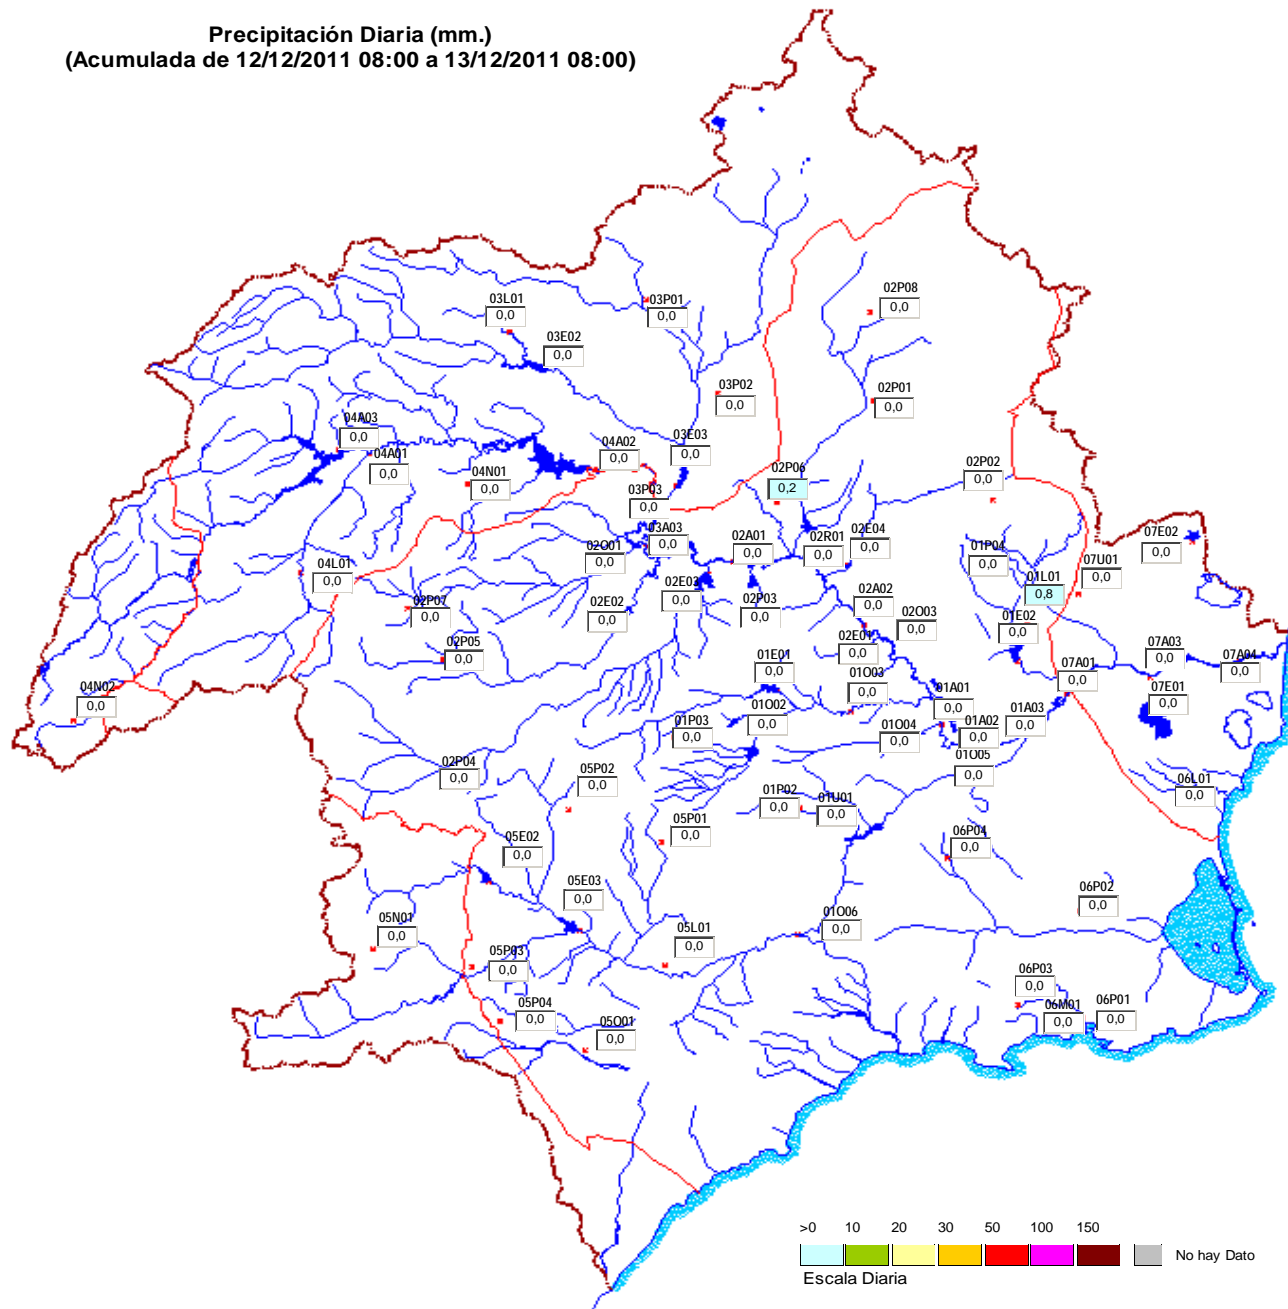 Precipitación Diaria (mm.)
(Acumulada de 12/12/2011 08:00 a 13/12/2011 08:00)
03L01
0,0
03P01
0,0
02P08
0,0
03E02
0,0
03P02
0,0
02P01
0,0
04A03
0,0
04A01
0,0
04N01
0,0
04A02
0,0
03E03
0,0
02P06
0,2
02P02
0,0
03P03
0,0
03A03
0,0
02O01
0,0
02A01
0,0
02R01
0,0
02E04
0,0
07E02
0,0
01P04
0,0
07U01
0,0
01L01
0,8
04L01
0,0
02P07
0,0
02E02
0,0
02E03
0,0
02P03
0,0
02A02
0,0
02O03
0,0
01E02
0,0
02P05
0,0
02E01
0,0
01E01
0,0
01O03
0,0
07A01
0,0
07A03
0,0
07A04
0,0
04N02
0,0
01P03
0,0
01O02
0,0
01O04
0,0
01A01
0,0
01A02
0,0
01A03
0,0
07E01
0,0
02P04
0,0
05P02
0,0
01O05
0,0
01P02
0,0
01U01
0,0
06L01
0,0
05P01
0,0
05E02
0,0
06P04
0,0
05E03
0,0
06P02
0,0
05N01
0,0
05L01
0,0
01O06
0,0
05P03
0,0
06P03
0,0
05P04
0,0
05O01
0,0
06M01
0,0
06P01
0,0
>0 10 20 30 50 100 150
No hay Dato
Escala Diaria